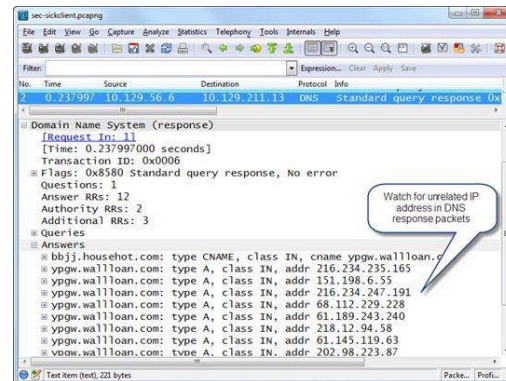 sec-sickclient.pcapng
File Edit View Go Capture Analyze Statistics Telephony Tools Internals Help
Filter: Expression... Clear Apply Save
No. Time Source Destination Protocol Info
2 0.237997 10.129.56.6 10.129.211.13 DNS Standard query response 0x
Domain Name System (response)
[Request In: 1]
[Time: 0.237997000 seconds]
Transaction ID: 0x0006
Flags: 0x8580 Standard query response, No error
Questions: 1
Answer RRs: 12
Authority RRs: 2
Additional RRs: 3
Queries
Answers
bbjj.househot.com: type CNAME, class IN, cname ypgw.wallloan.c
ypgw.wallloan.com: type A, class IN, addr 216.234.235.165
ypgw.wallloan.com: type A, class IN, addr 151.198.6.55
ypgw.wallloan.com: type A, class IN, addr 216.234.247.191
ypgw.wallloan.com: type A, class IN, addr 68.112.229.228
ypgw.wallloan.com: type A, class IN, addr 61.189.243.240
ypgw.wallloan.com: type A, class IN, addr 218.12.94.58
ypgw.wallloan.com: type A, class IN, addr 61.145.119.63
ypgw.wallloan.com: type A, class IN, addr 202.98.223.87
Watch for unrelated IP
address in DNS
response packets
Text item (text), 221 bytes
Packe... Profi...